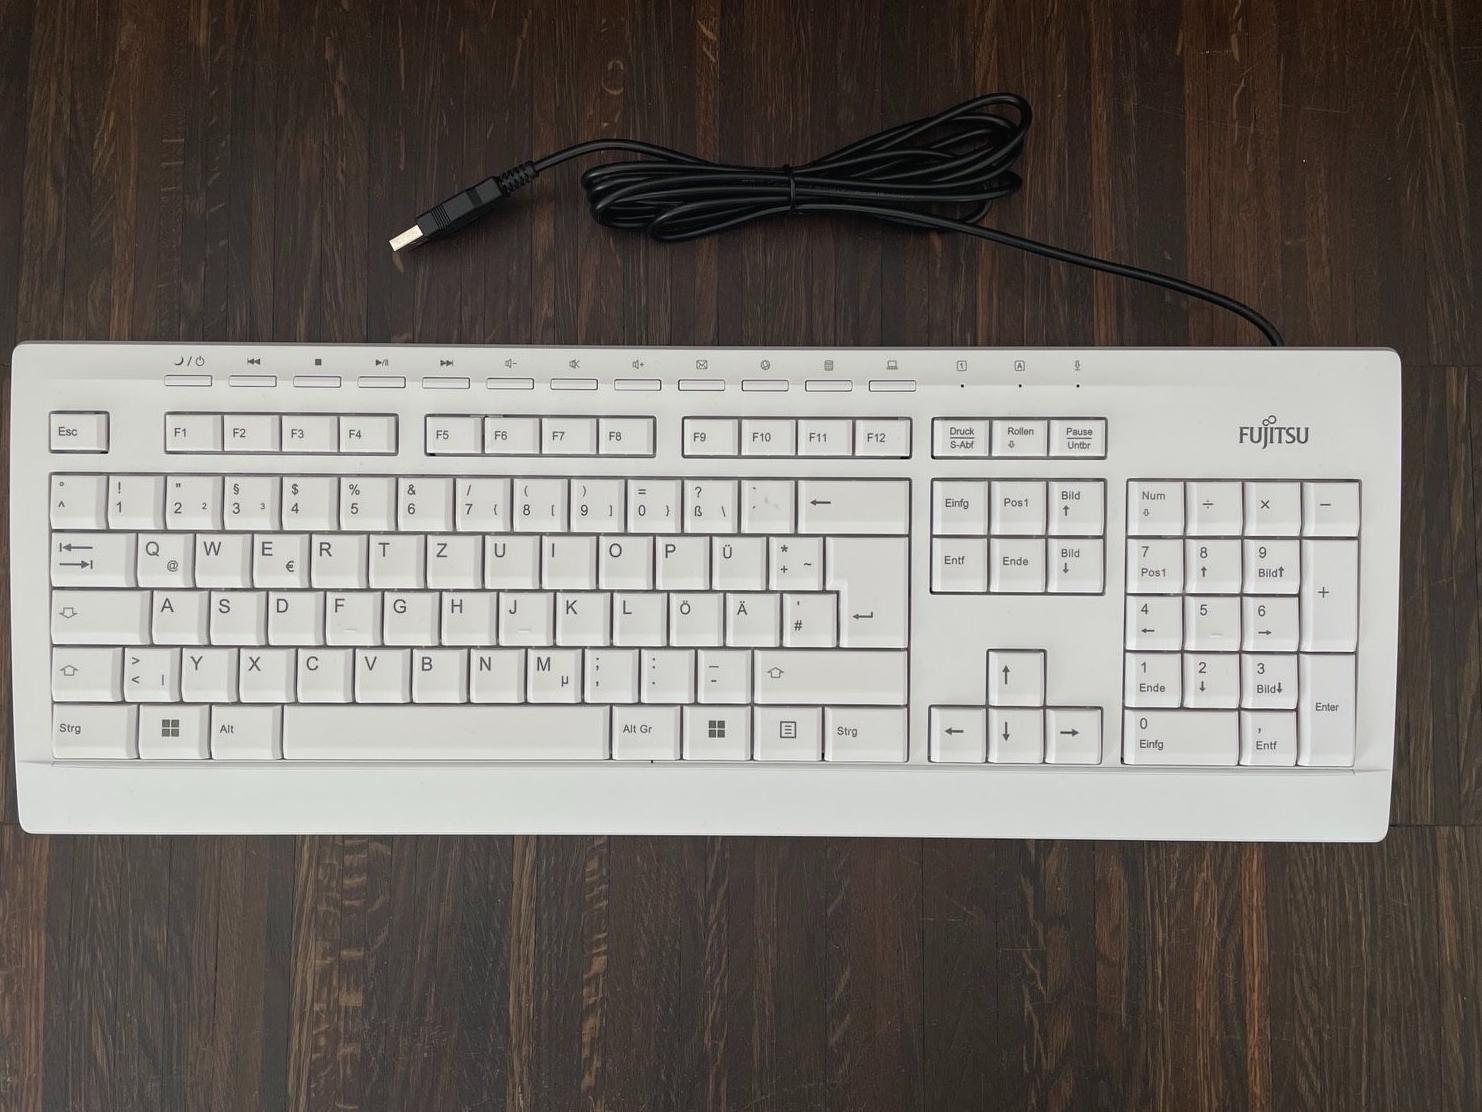 1 A
Esc F1 F2 F3 F4 F5 F6 F7 F8 F9 F10 F11 F12 Druck S-Abf Rollen Pause Untbr
FUJITSU
° ^ ! 1 " 2 ² § 3 ³ $ 4 % 5 & 6 / 7 { ( 8 [ ) 9 ] = 0 } ? ß \ ` ´ ← Einfg Pos1 Bild ↑ Num ÷ × −
Q @ W E € R T Z U I O P Ü * + ~ Entf Ende Bild ↓ 7 Pos1 8 ↑ 9 Bild↑ +
A S D F G H J K L Ö Ä ' # 4 ← 5 6 →
> < | Y X C V B N M µ ; , : . _ - ↑ 1 Ende 2 ↓ 3 Bild↓ Enter
Strg Alt Alt Gr Strg ← ↓ → 0 Einfg , Entf